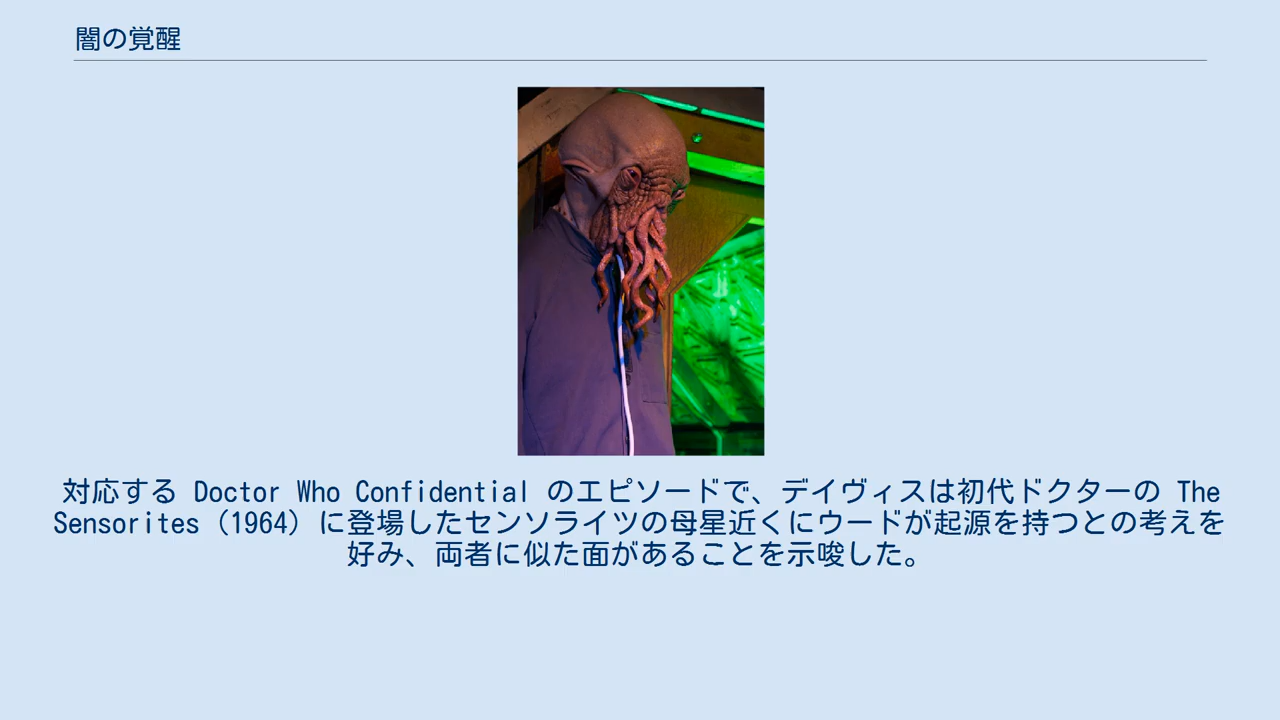 闇の覚醒
対応する Doctor Who Confidential のエピソードで、デイヴィスは初代ドクターの The
Sensorites（1964）に登場したセンソライツの母星近くにウードが起源を持つとの考えを
好み、両者に似た面があることを示唆した。